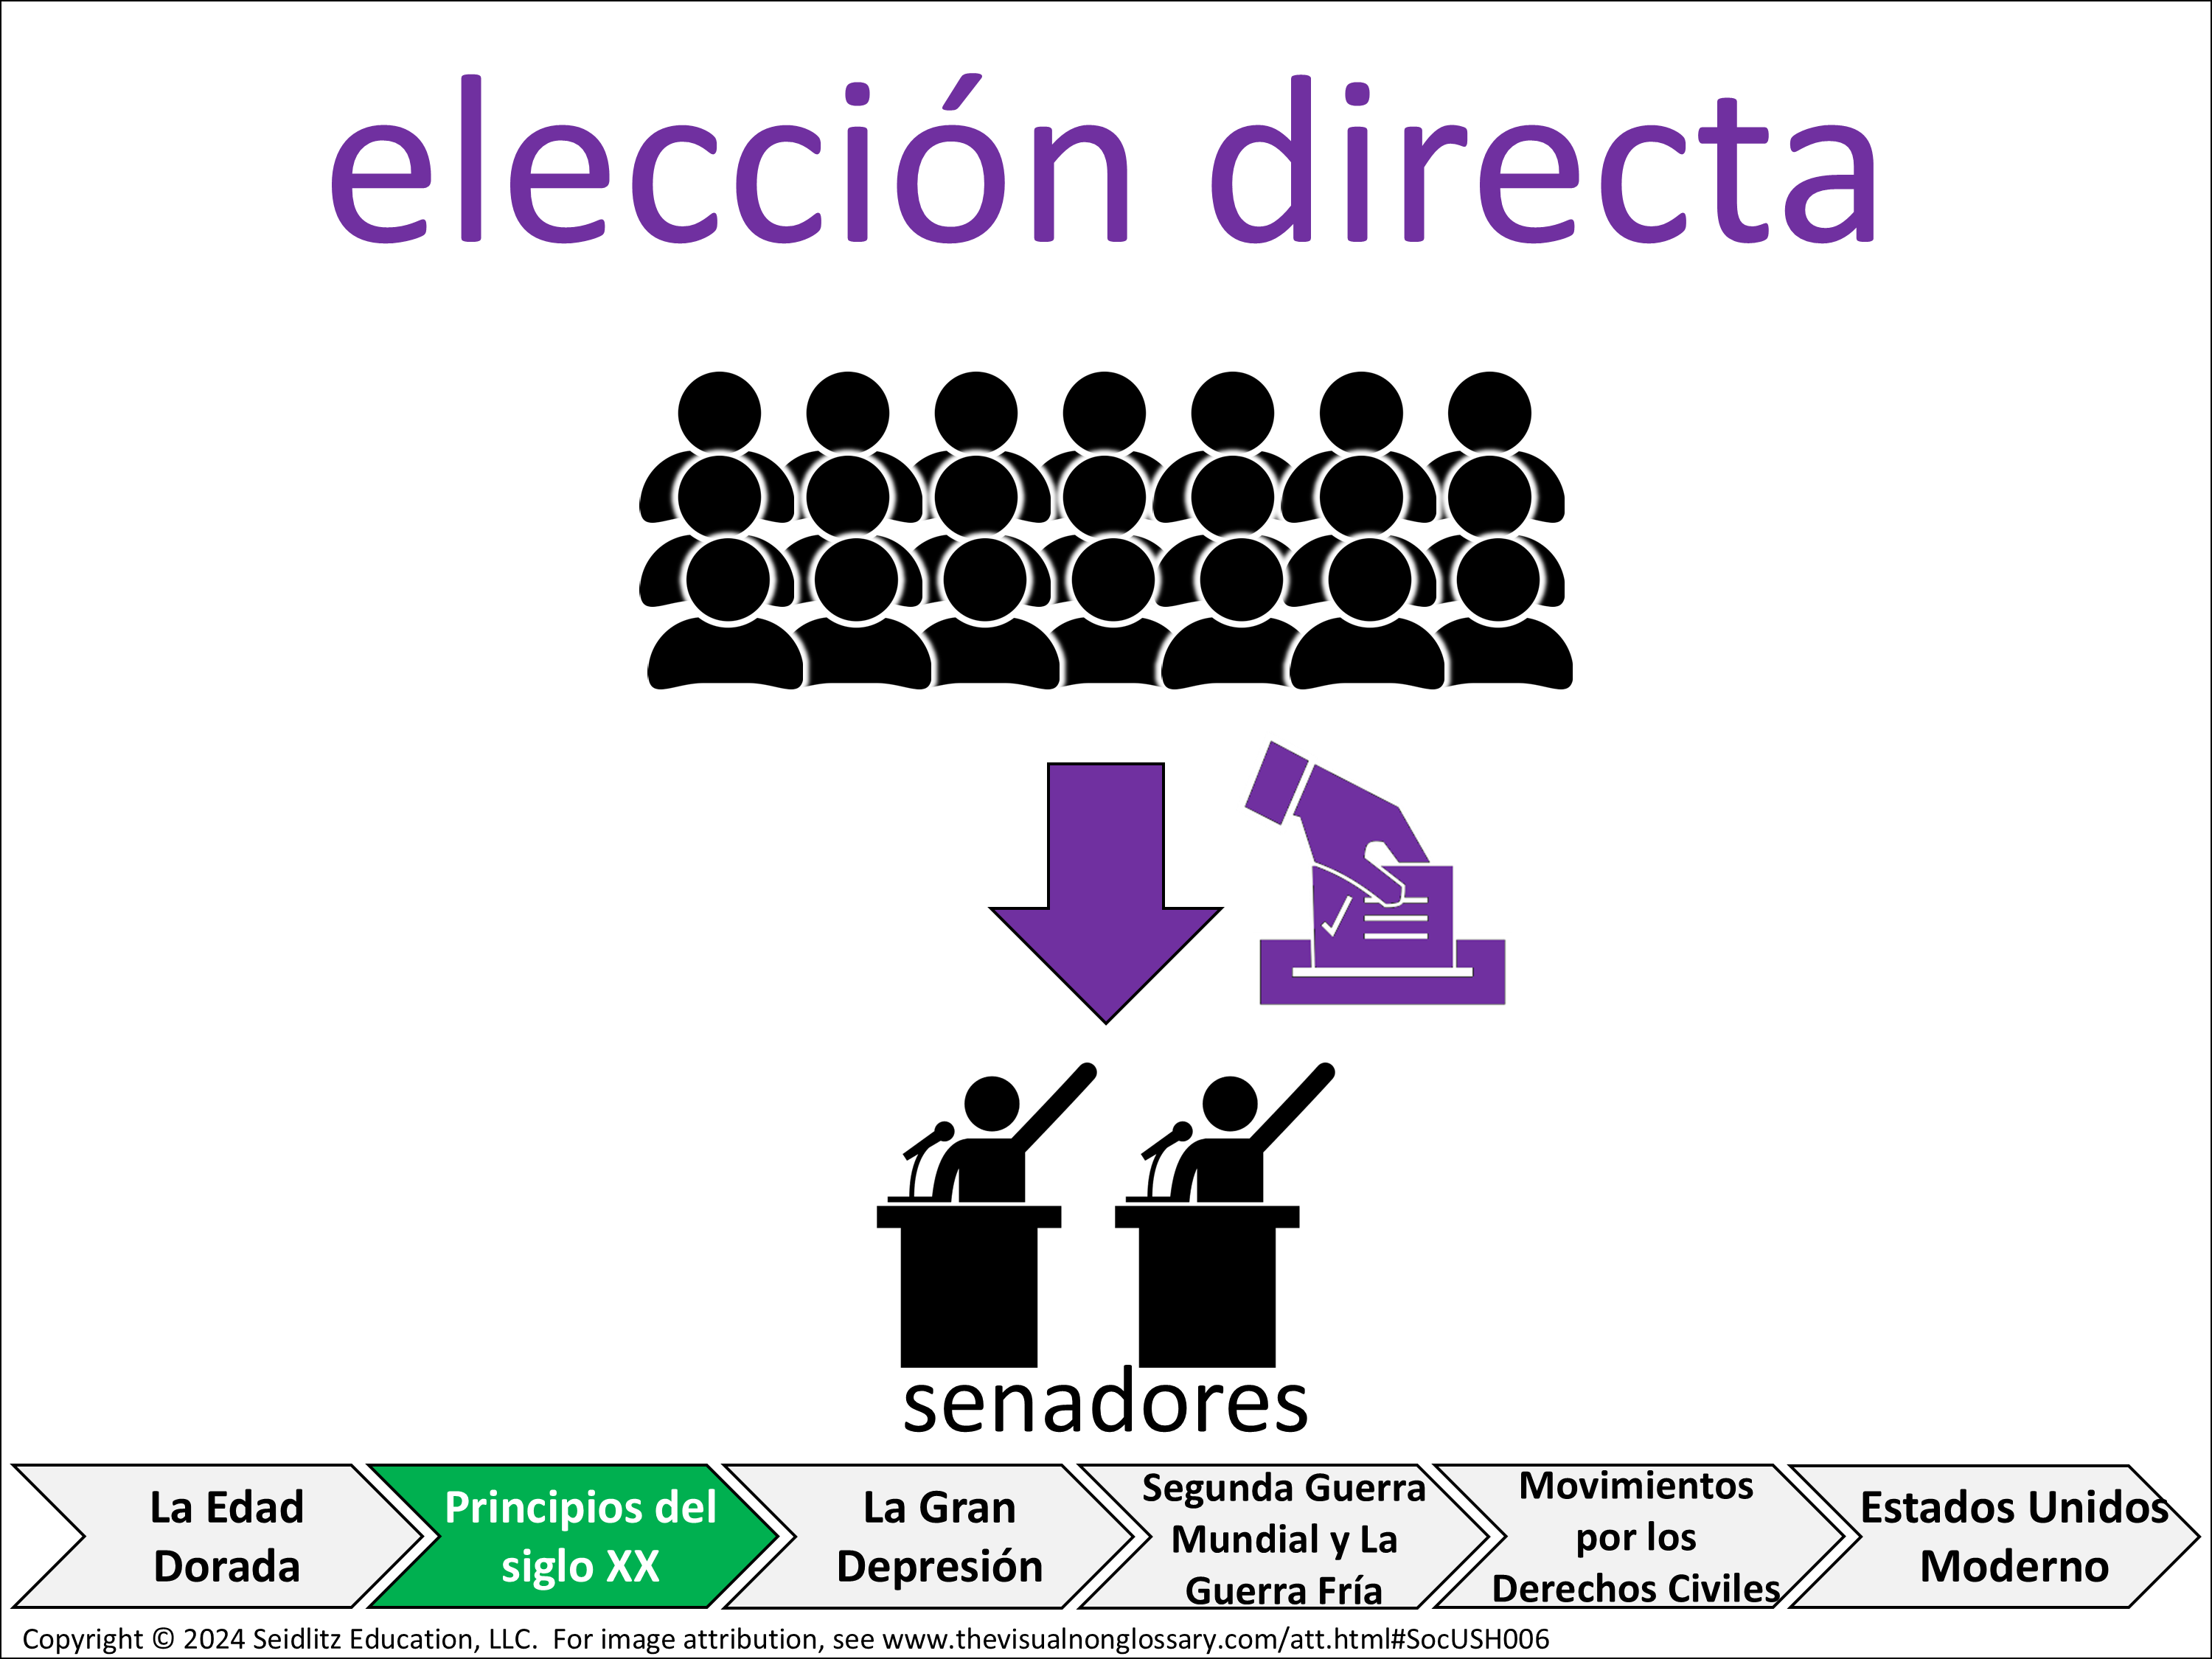 elección directa
senadores
La Edad
Dorada
Principios del
siglo XX
La Gran
Depresión
Segunda Guerra
Mundial y La
Guerra Fría
Movimientos
por los
Derechos Civiles
Estados Unidos
Moderno
Copyright © 2024 Seidlitz Education, LLC.  For image attribution, see www.thevisualnonglossary.com/att.html#SocUSH006